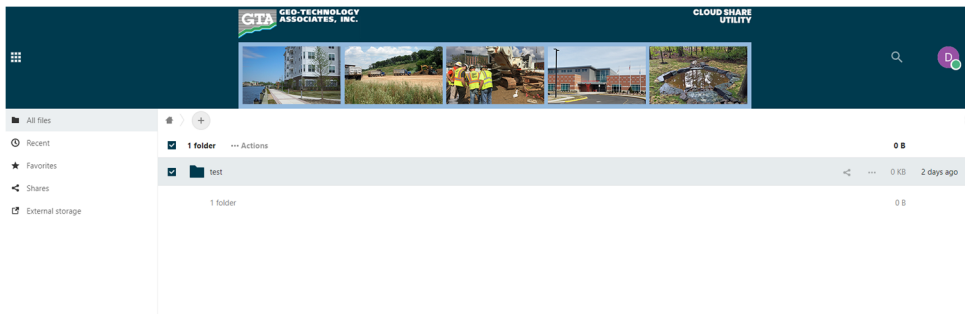 GTA
GEO-TECHNOLOGY
ASSOCIATES, INC.
CLOUD SHARE
UTILITY
D
All files
Recent
Favorites
Shares
External storage
+
1 folder ··· Actions 0 B
test ··· 0 KB 2 days ago
1 folder 0 B